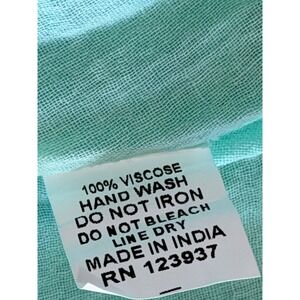 100% VISCOSE
HAND WASH
DO NOT IRON
DO NOT BLEACH
LINE DRY
MADE IN INDIA
RN 123937